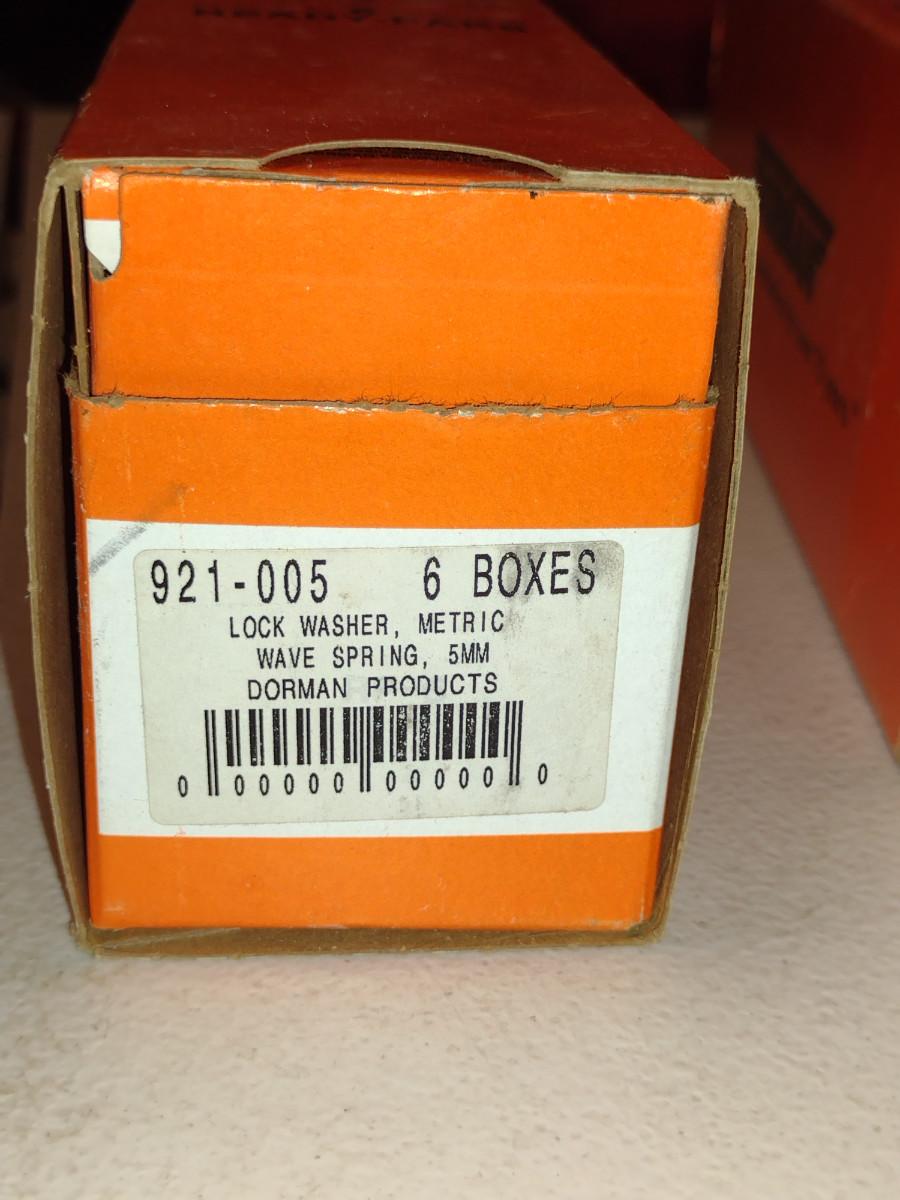 921-005 6 BOXES
LOCK WASHER, METRIC
WAVE SPRING, 5MM
DORMAN PRODUCTS
0 00000 00000 0